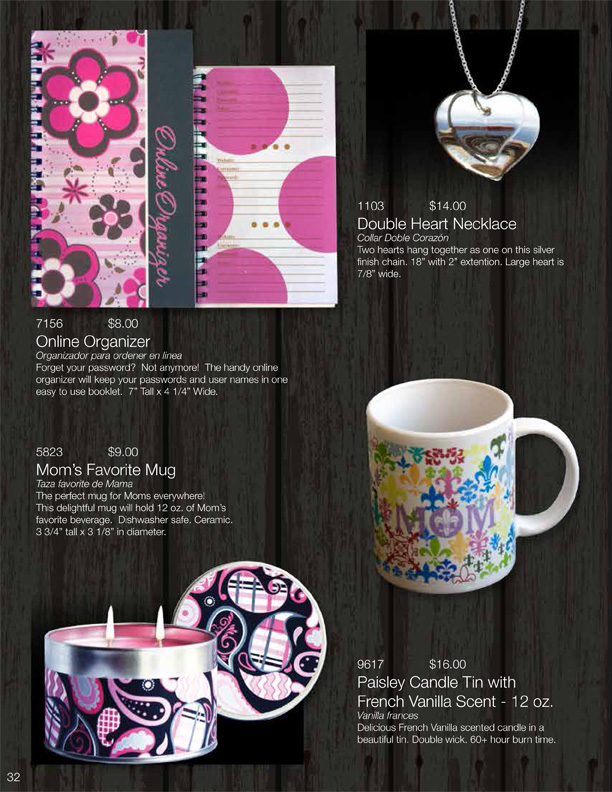 Online Organizer
Website:
Username:
Website:
Username:
Website:
Username:
1103 $14.00
Double Heart Necklace
Collar Doble Corazón
Two hearts hang together as one on this silver
finish chain. 18" with 2" extention. Large heart is
7/8" wide.
7156 $8.00
Online Organizer
Organizador para ordener en linea
Forget your password? Not anymore! The handy online
organizer will keep your passwords and user names in one
easy to use booklet. 7" Tall x 4 1/4" Wide.
5823 $9.00
Mom's Favorite Mug
Taza favorite de Mama
The perfect mug for Moms everywhere!
This delightful mug will hold 12 oz. of Mom's
favorite beverage. Dishwasher safe. Ceramic.
3 3/4" tall x 3 1/8" in diameter.
MOM
9617 $16.00
Paisley Candle Tin with
French Vanilla Scent - 12 oz.
Vanilla frances
Delicious French Vanilla scented candle in a
beautiful tin. Double wick. 60+ hour burn time.
32